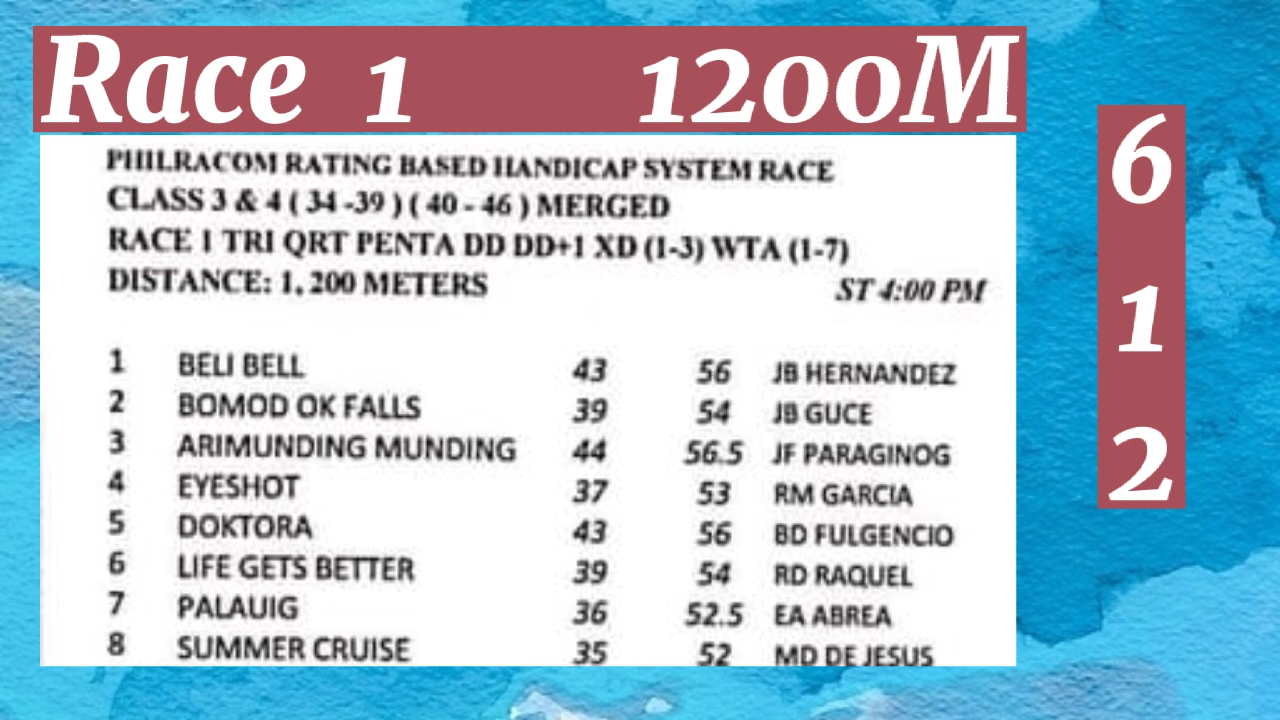 Race 1 1200M
PHILRACOM RATING BASED HANDICAP SYSTEM RACE
CLASS 3 & 4 ( 34 -39 ) ( 40 - 46 ) MERGED
RACE 1 TRI QRT PENTA DD DD+1 XD (1-3) WTA (1-7)
DISTANCE: 1, 200 METERS ST 4:00 PM
1 BELI BELL 43 56 JB HERNANDEZ
2 BOMOD OK FALLS 39 54 JB GUCE
3 ARIMUNDING MUNDING 44 56.5 JF PARAGINOG
4 EYESHOT 37 53 RM GARCIA
5 DOKTORA 43 56 BD FULGENCIO
6 LIFE GETS BETTER 39 54 RD RAQUEL
7 PALAUIG 36 52.5 EA ABREA
8 SUMMER CRUISE 35 52 MD DE JESUS
6
1
2